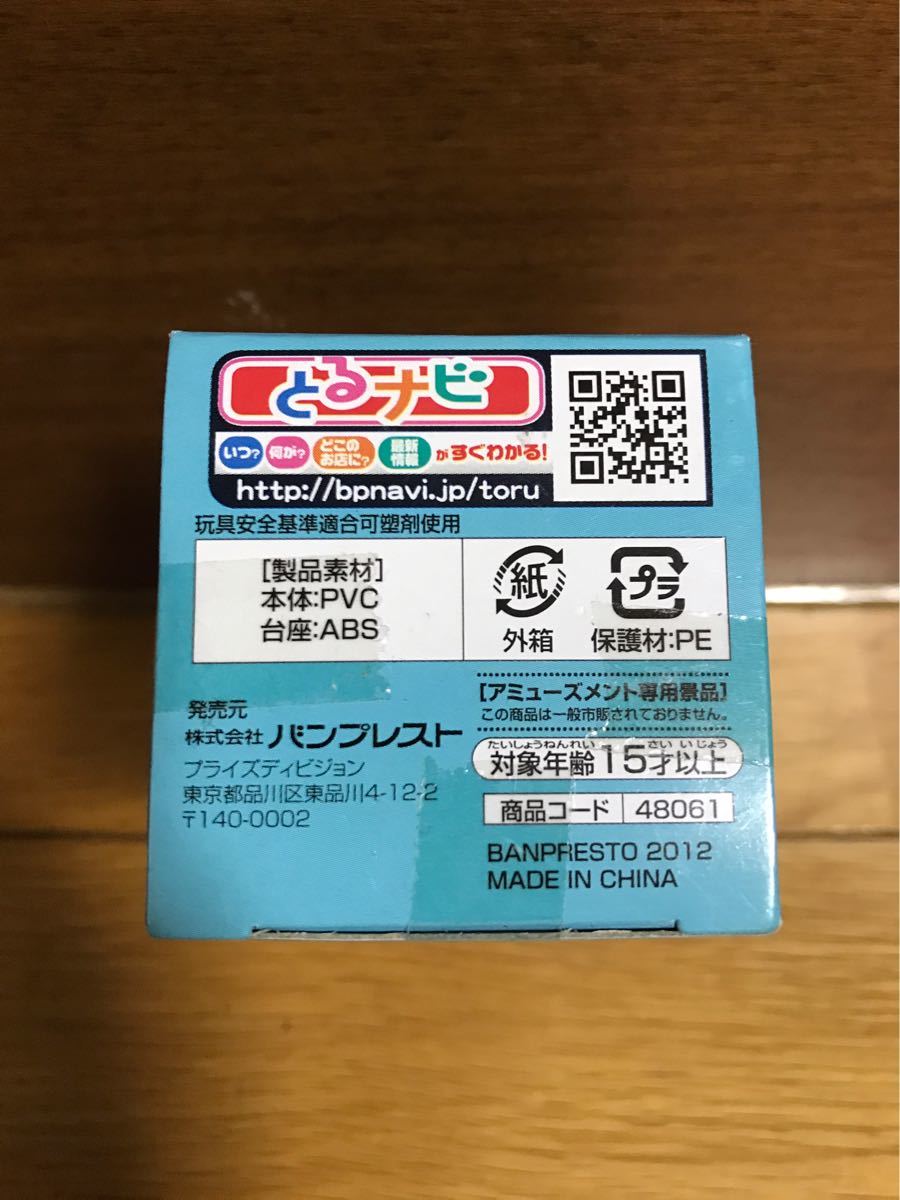 とるナビ
いつ? 何が? どこのお店に? 最新情報 がすぐわかる!
http://bpnavi.jp/toru
玩具安全基準適合可塑剤使用
[製品素材]
本体:PVC
台座:ABS
紙
外箱
プラ
保護材:PE
発売元
株式会社 バンプレスト
プライズディビジョン
東京都品川区東品川4-12-2
〒140-0002
[アミューズメント専用景品]
この商品は一般市販されておりません。
たいしょうねんれい さい いじょう
対象年齢15才以上
商品コード 48061
BANPRESTO 2012
MADE IN CHINA